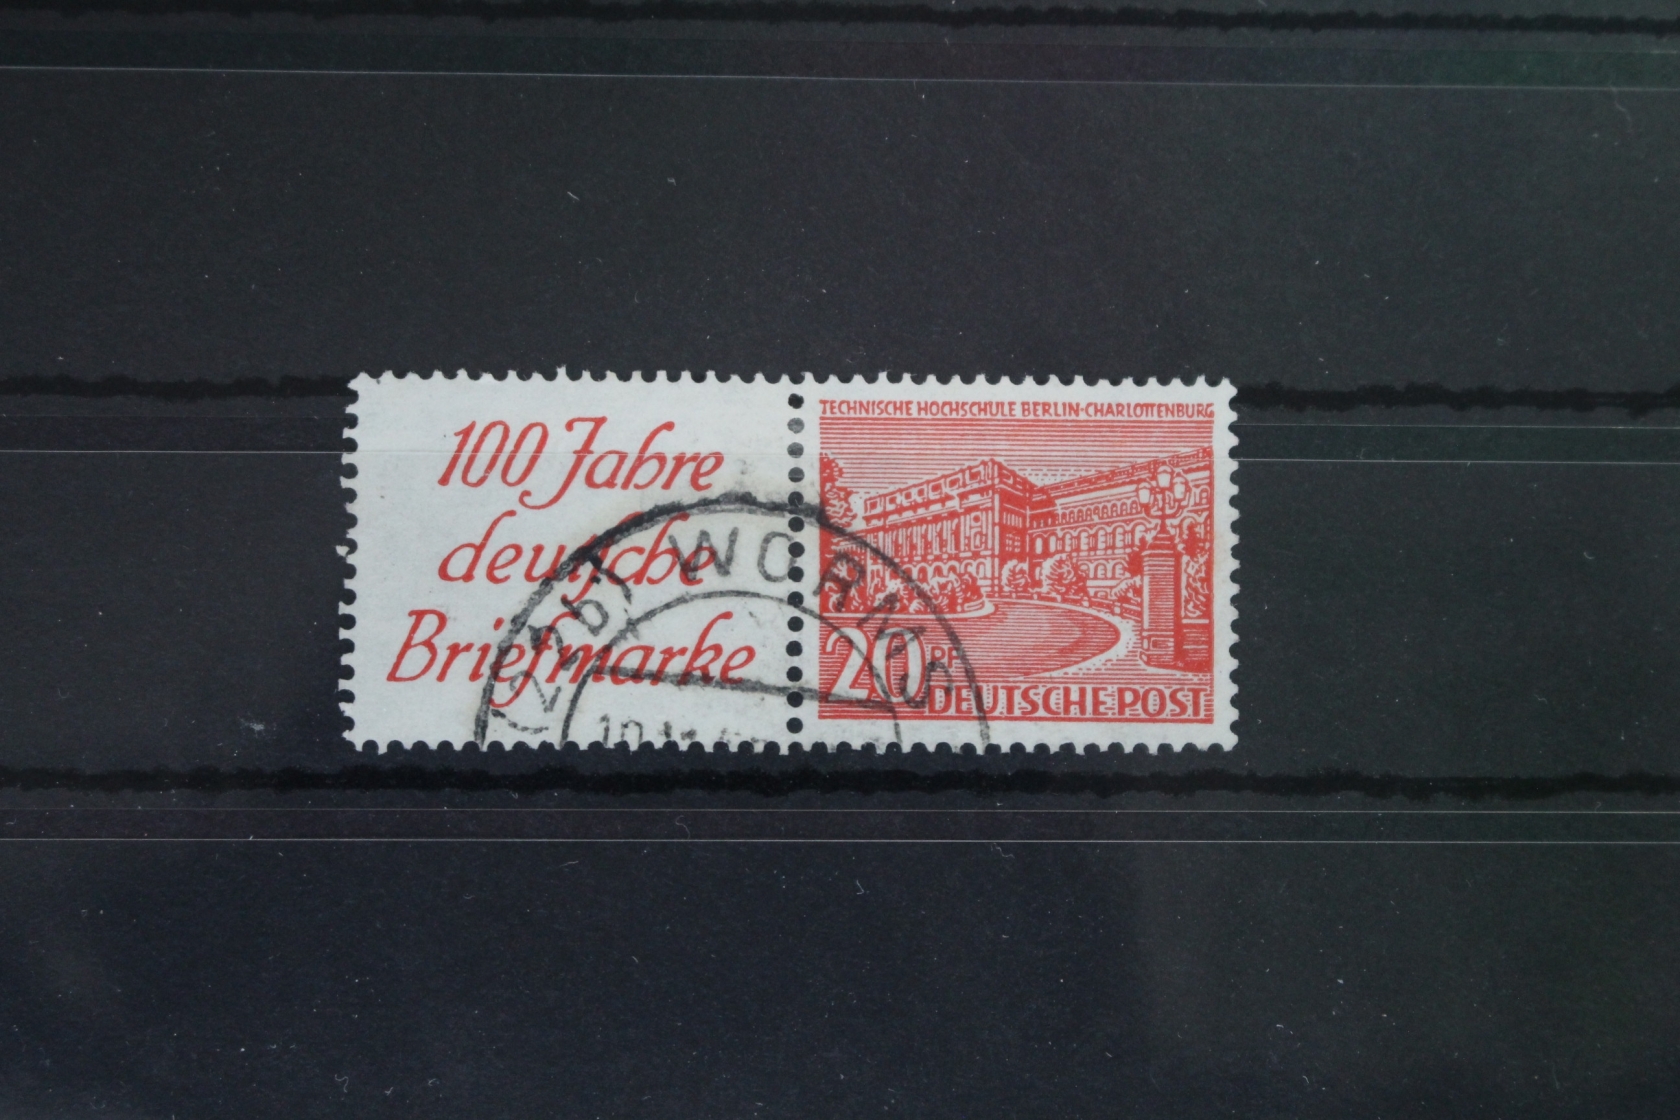 100 Jahre
deutsche
Briefmarke
TECHNISCHE HOCHSCHULE BERLIN-CHARLOTTENBURG
20 PF
DEUTSCHE POST
WORMS